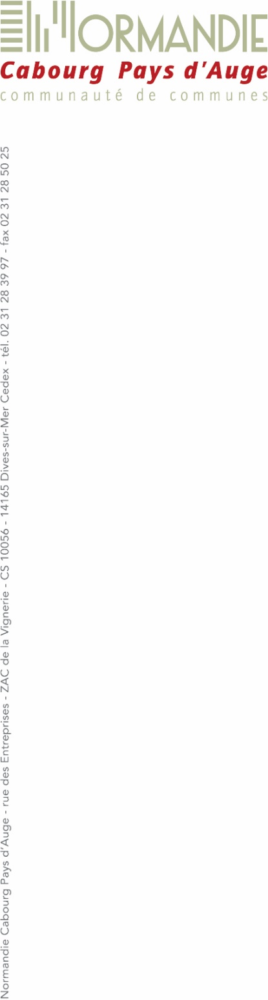 NORMANDIE
Cabourg Pays d'Auge
communauté de communes
Normandie Cabourg Pays d'Auge - rue des Entreprises - ZAC de la Vignerie - CS 10056 - 14165 Dives-sur-Mer Cedex - tél. 02 31 28 39 97 - fax 02 31 28 50 25